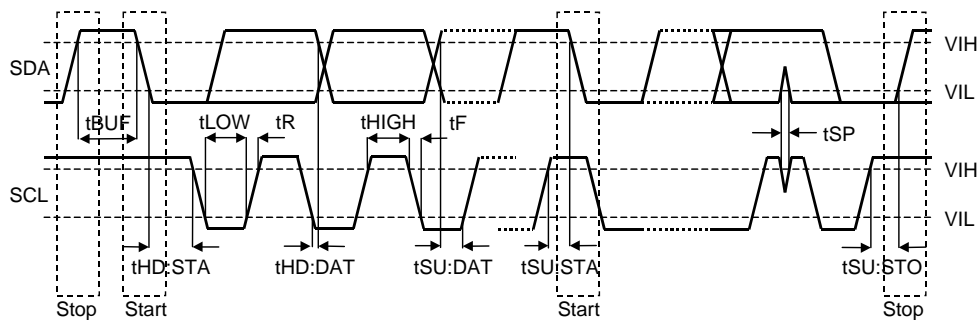 VIH
SDA
VIL
tBUF
tLOW
tR
tHIGH
tF
tSP
SCL
VIH
VIL
tHD:STA
tHD:DAT
tSU:DAT
tSU:STA
tSU:STO
Stop
Start
Start
Stop